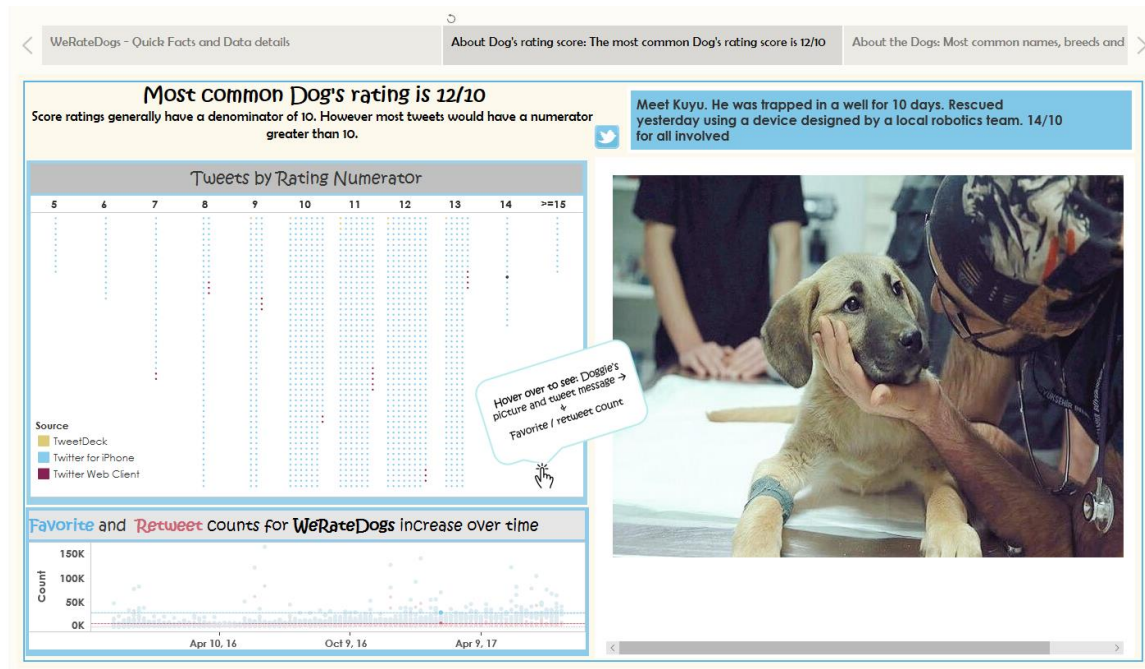 WeRateDogs - Quick Facts and Data details
About Dog's rating score: The most common Dog's rating score is 12/10
About the Dogs: Most common names, breeds and
Most common Dog's rating is 12/10
Score ratings generally have a denominator of 10. However most tweets would have a numerator
greater than 10.
Meet Kuyu. He was trapped in a well for 10 days. Rescued
yesterday using a device designed by a local robotics team. 14/10
for all involved
Tweets by Rating Numerator
5 6 7 8 9 10 11 12 13 14 >=15
Hover over to see: Doggie's
picture and tweet message →
+
Favorite / retweet count
Source
TweetDeck
Twitter for iPhone
Twitter Web Client
Favorite and Retweet counts for WeRateDogs increase over time
Count
150K
100K
50K
0K
Apr 10, 16 Oct 9, 16 Apr 9, 17